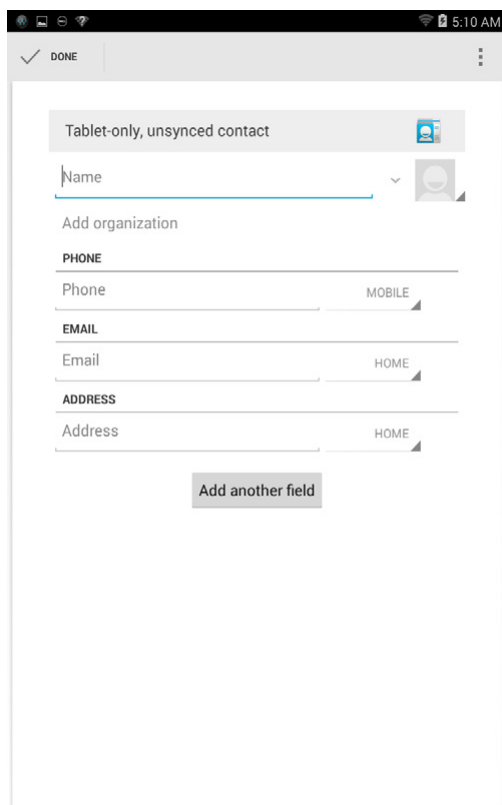 5:10 AM
DONE
Tablet-only, unsynced contact
Name
Add organization
PHONE
Phone MOBILE
EMAIL
Email HOME
ADDRESS
Address HOME
Add another field